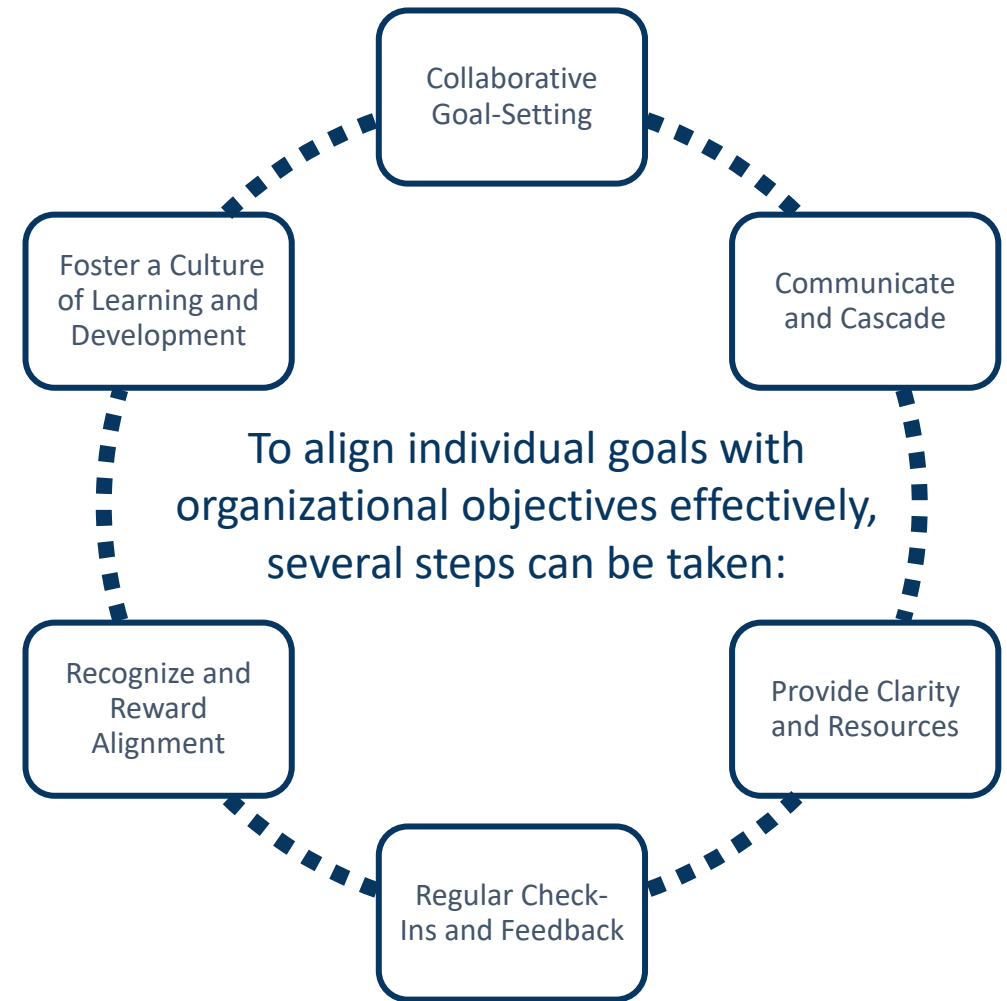 Collaborative
Goal-Setting
Communicate
and Cascade
Provide Clarity
and Resources
Regular Check-
Ins and Feedback
Recognize and
Reward
Alignment
Foster a Culture
of Learning and
Development
To align individual goals with
organizational objectives effectively,
several steps can be taken: